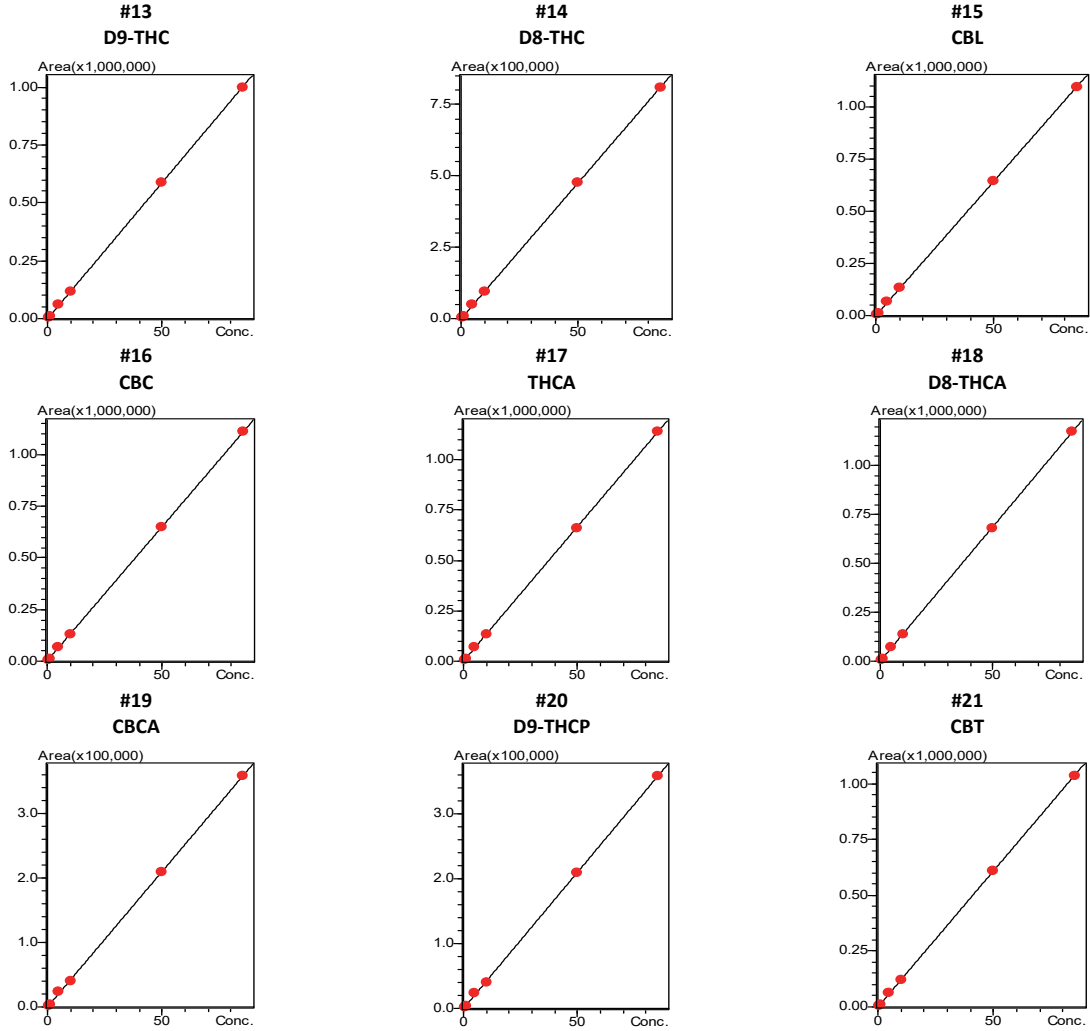 #13
D9-THC
Area(x1,000,000)
1.00
0.75
0.50
0.25
0.00
0
50
Conc.
#14
D8-THC
Area(x100,000)
7.5
5.0
2.5
0.0
0
50
Conc.
#15
CBL
Area(x1,000,000)
1.00
0.75
0.50
0.25
0.00
0
50
Conc.
#16
CBC
Area(x1,000,000)
1.00
0.75
0.50
0.25
0.00
0
50
Conc.
#17
THCA
Area(x1,000,000)
1.00
0.75
0.50
0.25
0.00
0
50
Conc.
#18
D8-THCA
Area(x1,000,000)
1.00
0.75
0.50
0.25
0.00
0
50
Conc.
#19
CBCA
Area(x100,000)
3.0
2.0
1.0
0.0
0
50
Conc.
#20
D9-THCP
Area(x100,000)
3.0
2.0
1.0
0.0
0
50
Conc.
#21
CBT
Area(x1,000,000)
1.00
0.75
0.50
0.25
0.00
0
50
Conc.